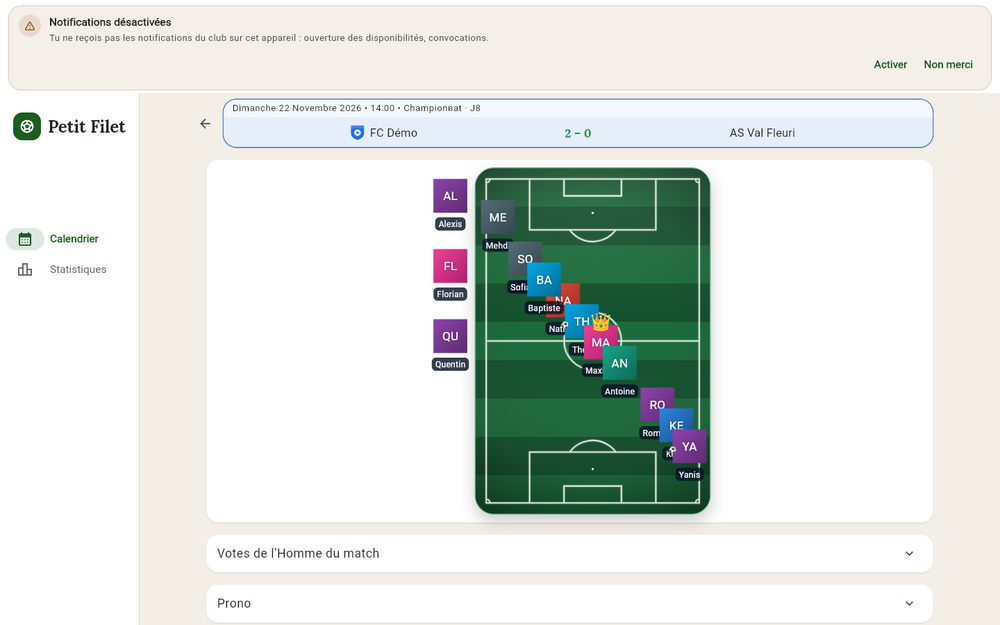 Notifications désactivées
Tu ne reçois pas les notifications du club sur cet appareil : ouverture des disponibilités, convocations.
Activer Non merci
Petit Filet
Dimanche 22 Novembre 2026 • 14:00 • Championnat · J8
FC Démo 2 – 0 AS Val Fleuri
Calendrier
Statistiques
AL
Alexis
FL
Florian
QU
Quentin
ME
SO
BA
Baptiste
NA
TH
MA
AN
Antoine
RO
KE
YA
Yanis
Votes de l’Homme du match
Prono